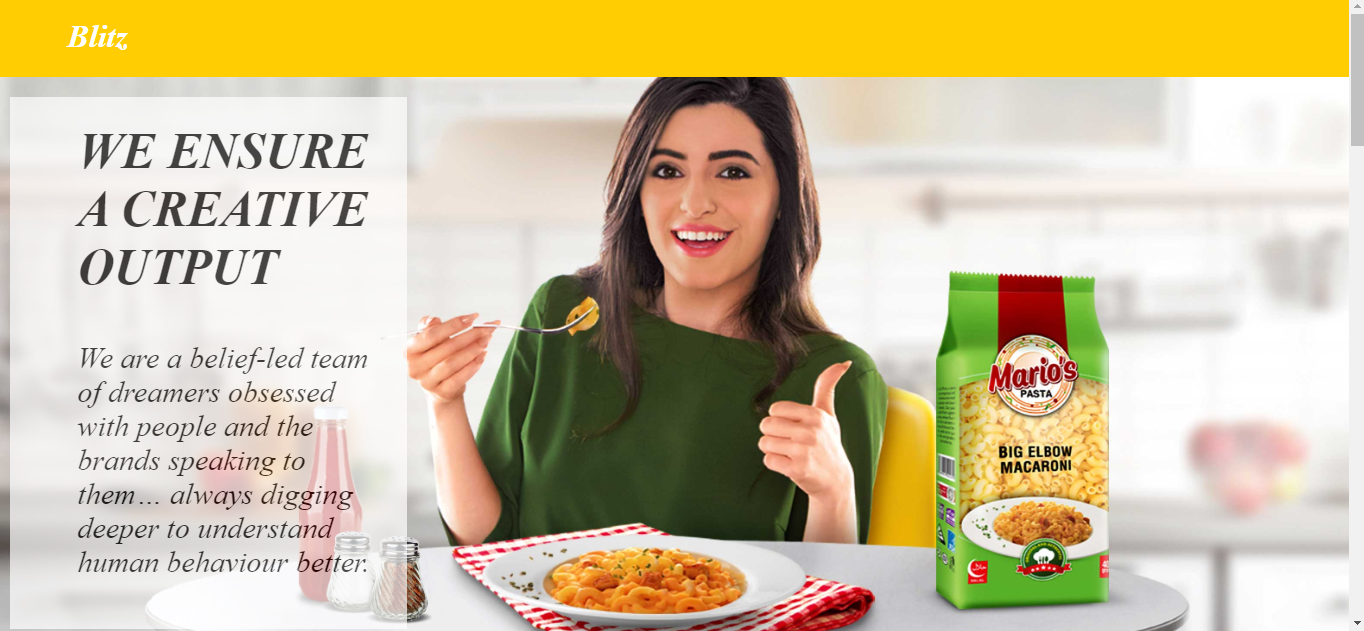 Blitz
WE ENSURE
A CREATIVE
OUTPUT
We are a belief-led team
of dreamers obsessed
with people and the
brands speaking to
them… always digging
deeper to understand
human behaviour better.
Mario's
PASTA
BIG ELBOW
MACARONI